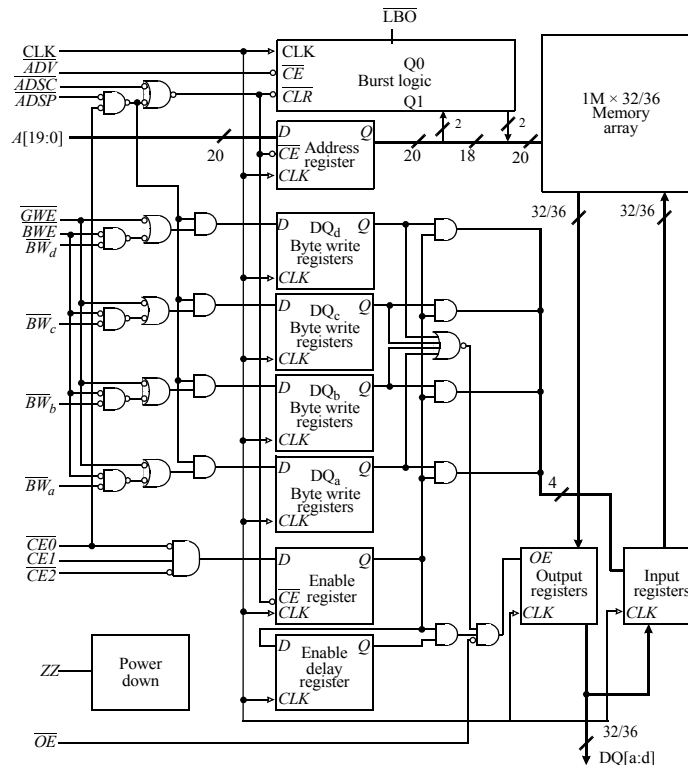 LBO
CLK
ADV
ADSC
ADSP
CLK
CE
CLR
Q0
Burst logic
Q1
1M × 32/36
Memory
array
2
2
A[19:0]
20
D
Q
Address
register
CE
CLK
20
18
20
32/36
32/36
GWE
BWE
BWd
D
DQd
Q
Byte write
registers
CLK
BWc
D
DQc
Q
Byte write
registers
CLK
BWb
D
DQb
Q
Byte write
registers
CLK
BWa
D
DQa
Q
Byte write
registers
CLK
4
CE0
CE1
CE2
D
Q
Enable
register
CE
CLK
OE
Output
registers
CLK
Input
registers
CLK
D
Q
Enable
delay
register
CLK
ZZ
Power
down
OE
32/36
DQ[a:d]